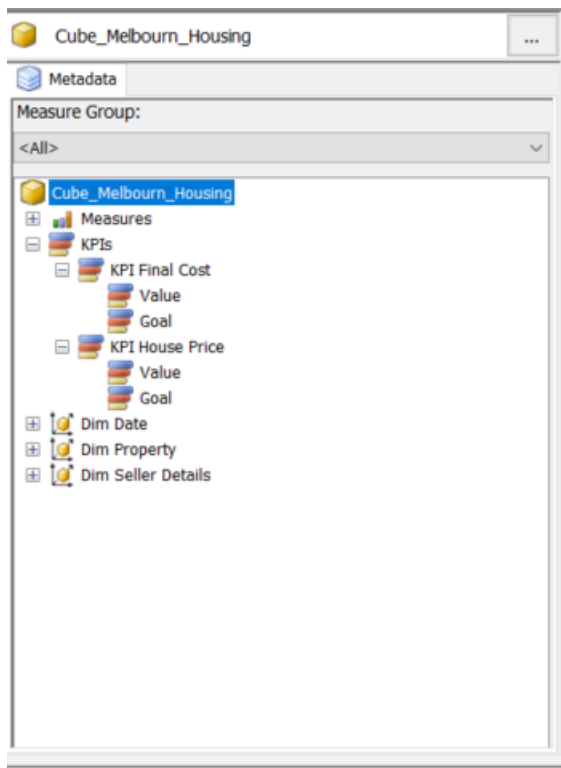 Cube_Melbourn_Housing
...
Metadata
Measure Group:
<All>
Cube_Melbourn_Housing
Measures
KPIs
KPI Final Cost
Value
Goal
KPI House Price
Value
Goal
Dim Date
Dim Property
Dim Seller Details